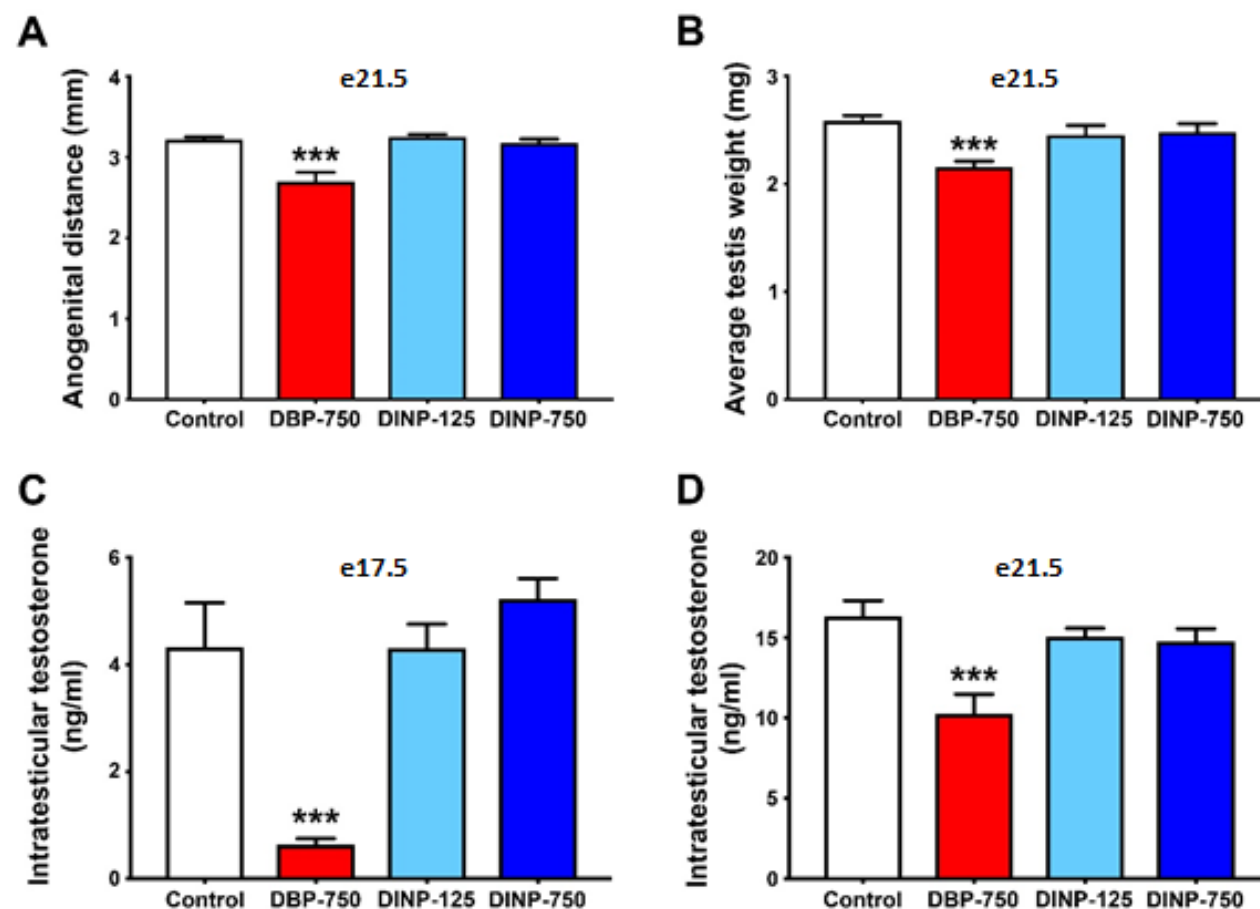 A
Anogenital distance (mm)
e21.5
4
3
2
1
0
***
Control DBP-750 DINP-125 DINP-750
B
Average testis weight (mg)
e21.5
3
2
1
0
***
Control DBP-750 DINP-125 DINP-750
C
Intratesticular testosterone
(ng/ml)
e17.5
6
4
2
0
***
Control DBP-750 DINP-125 DINP-750
D
Intratesticular testosterone
(ng/ml)
e21.5
20
15
10
5
0
***
Control DBP-750 DINP-125 DINP-750